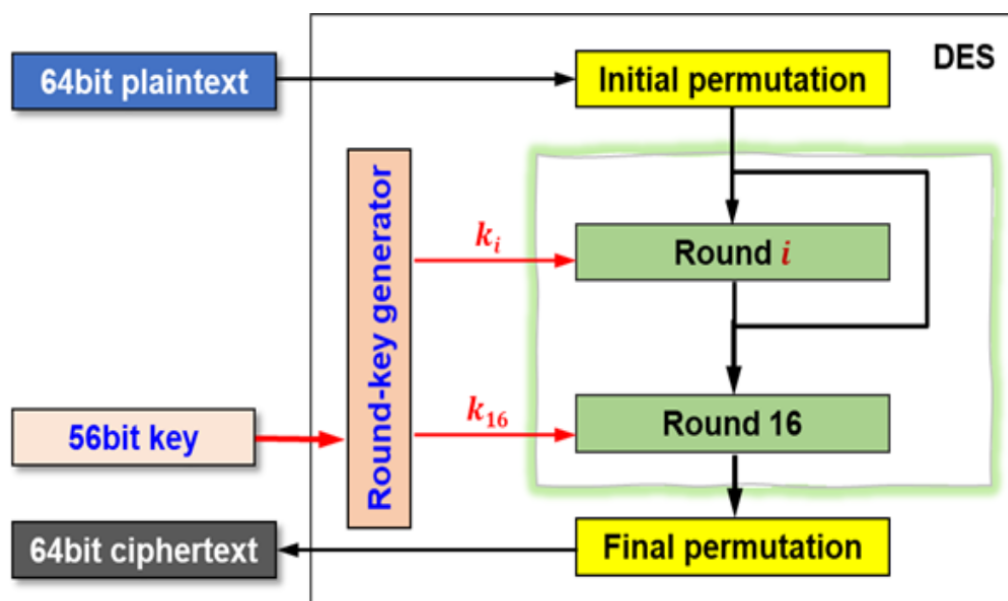 DES
64bit plaintext
Initial permutation
Round-key generator
k_i
Round i
56bit key
k_16
Round 16
64bit ciphertext
Final permutation